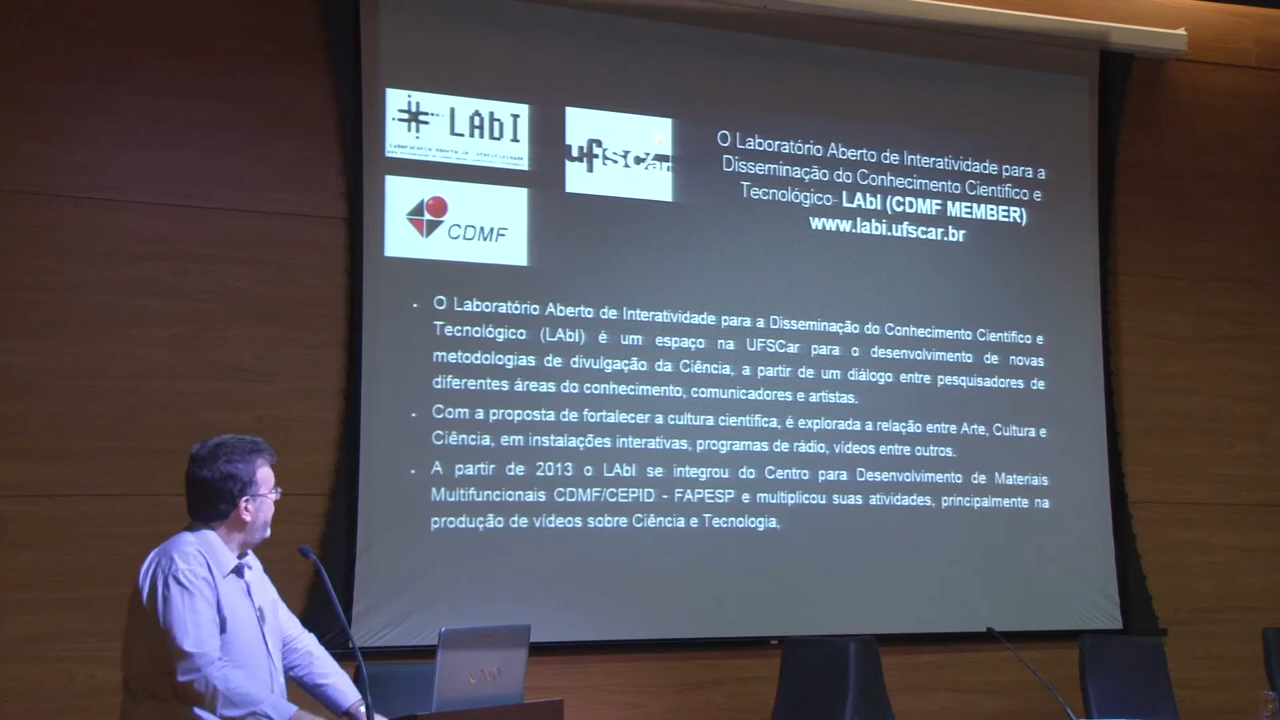 LAbI
ufscar
CDMF
O Laboratório Aberto de Interatividade para a
Disseminação do Conhecimento Científico e
Tecnológico- LAbI (CDMF MEMBER)
www.labi.ufscar.br
O Laboratório Aberto de Interatividade para a Disseminação do Conhecimento Científico e
Tecnológico (LAbI) é um espaço na UFSCar para o desenvolvimento de novas
metodologias de divulgação da Ciência, a partir de um diálogo entre pesquisadores de
diferentes áreas do conhecimento, comunicadores e artistas.
Com a proposta de fortalecer a cultura científica, é explorada a relação entre Arte, Cultura e
Ciência, em instalações interativas, programas de rádio, vídeos entre outros.
A partir de 2013 o LAbI se integrou do Centro para Desenvolvimento de Materiais
Multifuncionais CDMF/CEPID - FAPESP e multiplicou suas atividades, principalmente na
produção de vídeos sobre Ciência e Tecnologia.
VAIO